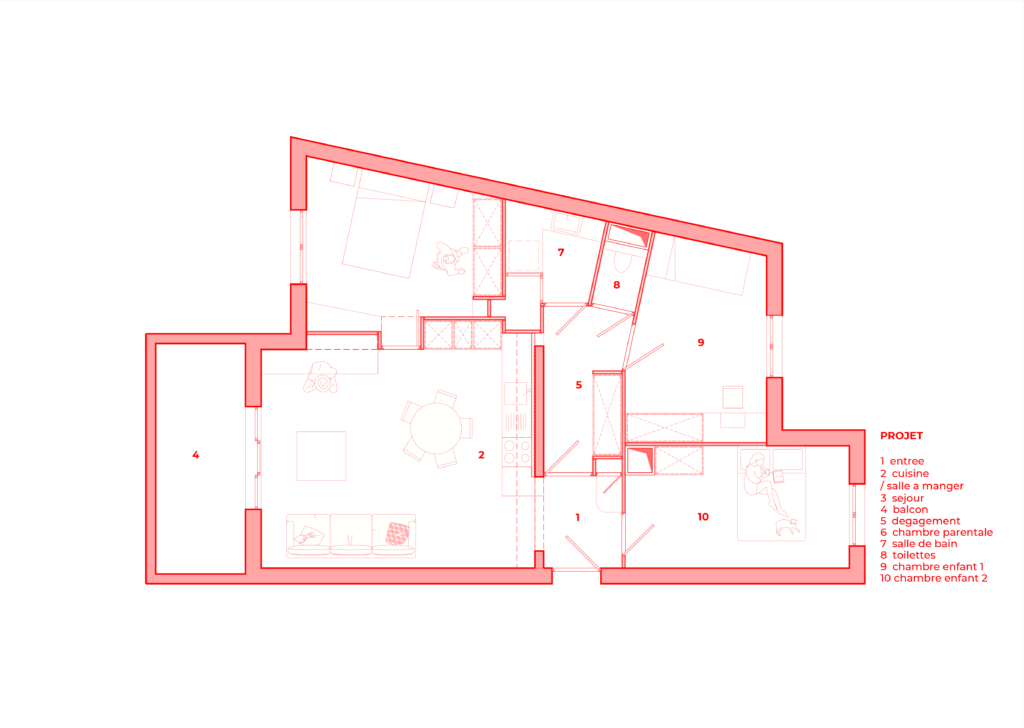 7
8
9
5
4
2
1
10
PROJET
1 entree
2 cuisine
/ salle a manger
3 sejour
4 balcon
5 degagement
6 chambre parentale
7 salle de bain
8 toilettes
9 chambre enfant 1
10 chambre enfant 2